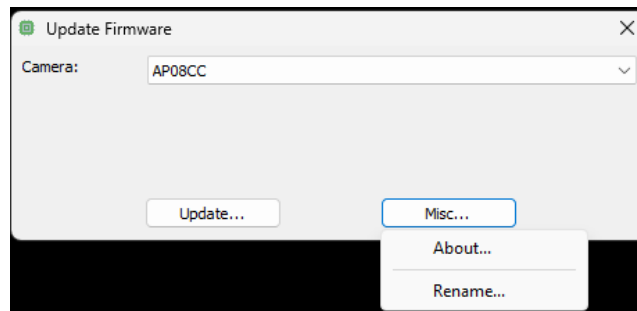 Update Firmware
Camera: AP08CC
Update... Misc...
About...
Rename...